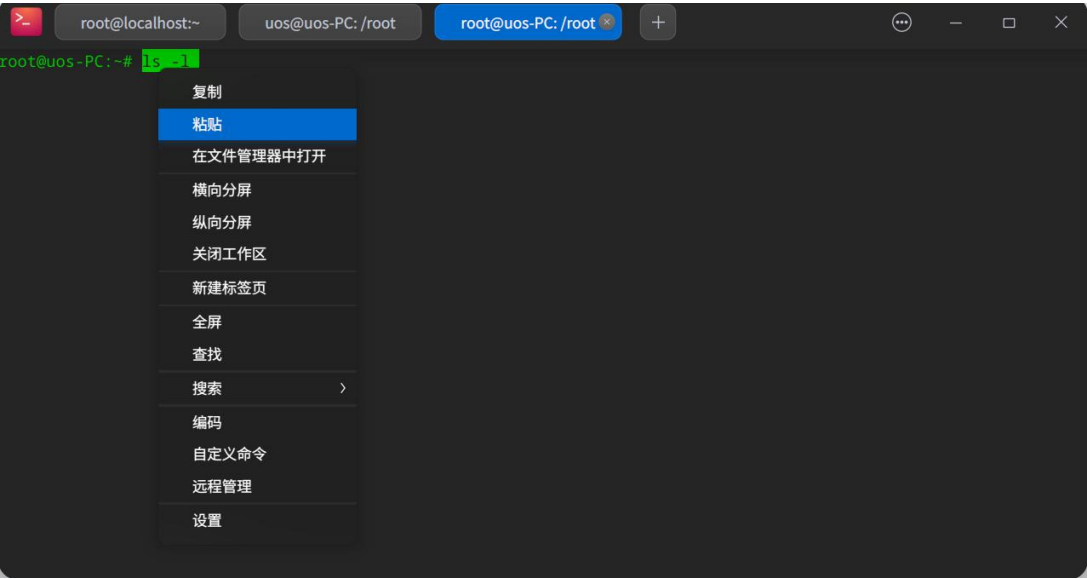 >_ root@localhost:~ uos@uos-PC: /root root@uos-PC: /root
root@uos-PC:~# ls -l
复制
粘贴
在文件管理器中打开
横向分屏
纵向分屏
关闭工作区
新建标签页
全屏
查找
搜索
编码
自定义命令
远程管理
设置